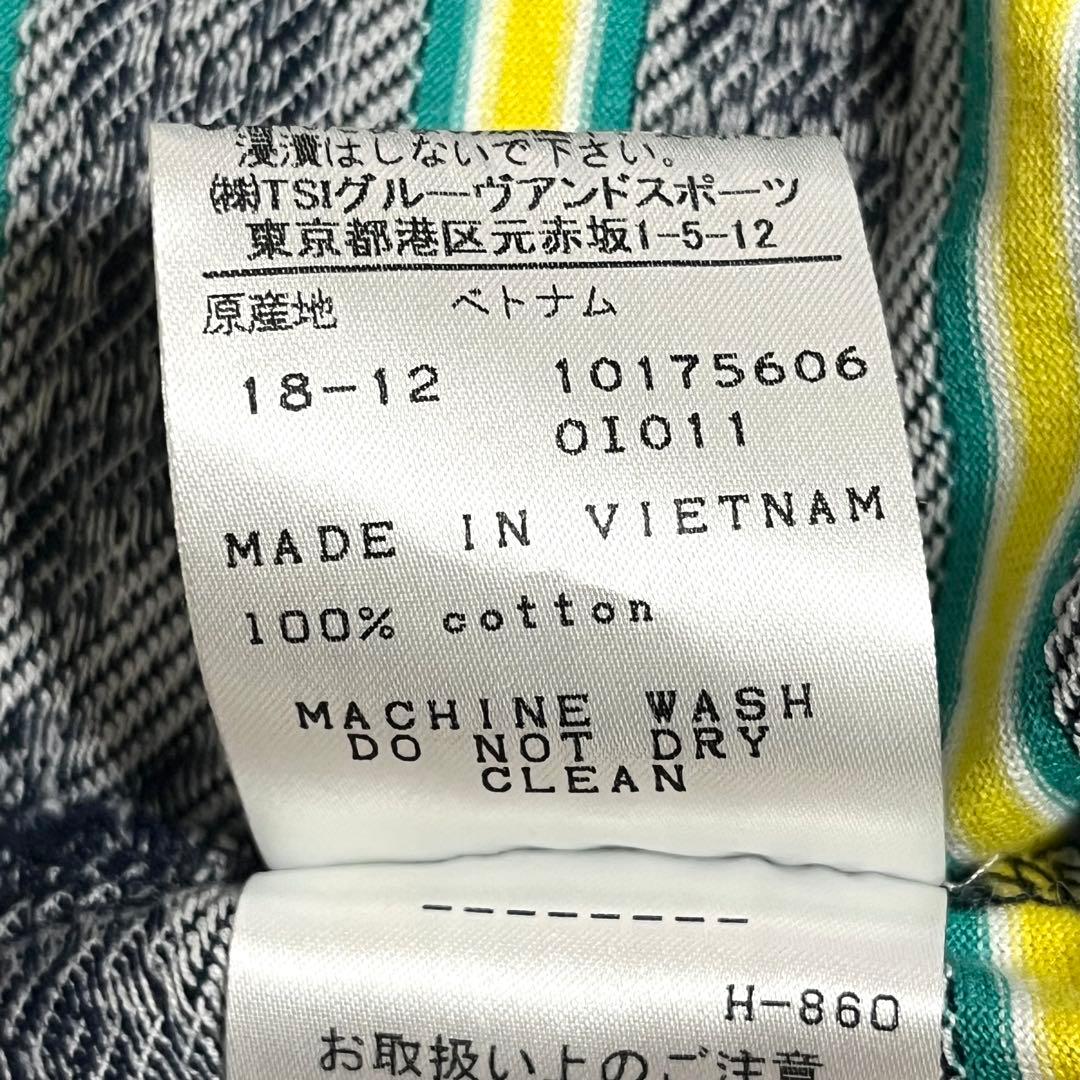 浸漬はしないで下さい。
㈱TSIグルーヴアンドスポーツ
東京都港区元赤坂1-5-12
原産地 ベトナム
18-12 10175606
OI011
MADE IN VIETNAM
100% cotton
MACHINE WASH
DO NOT DRY
CLEAN
--------
H-860
お取扱い上のご注意